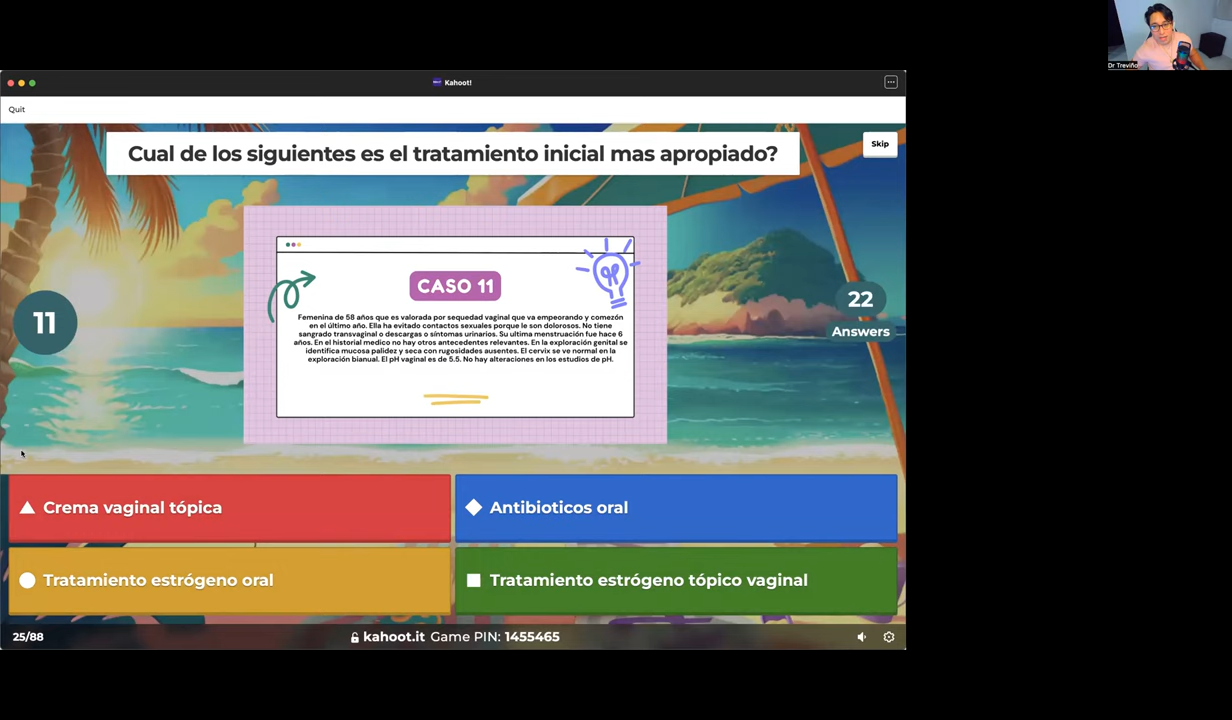 Dr Treviño
Kahoot!
Quit
Cual de los siguientes es el tratamiento inicial mas apropiado?
Skip
CASO 11
Femenina de 58 años que es valorada por sequedad vaginal que va empeorando y comezón
en el último año. Ella ha evitado contactos sexuales porque le son dolorosos. No tiene
sangrado transvaginal o descargas o síntomas urinarios. Su ultima menstruación fue hace 6
años. En el historial medico no hay otros antecedentes relevantes. En la exploración genital se
identifica mucosa palidez y seca con rugosidades ausentes. El cervix se ve normal en la
exploración bianual. El pH vaginal es de 5.5. No hay alteraciones en los estudios de pH.
11
22
Answers
Crema vaginal tópica
Antibioticos oral
Tratamiento estrógeno oral
Tratamiento estrógeno tópico vaginal
25/88
kahoot.it Game PIN: 1455465